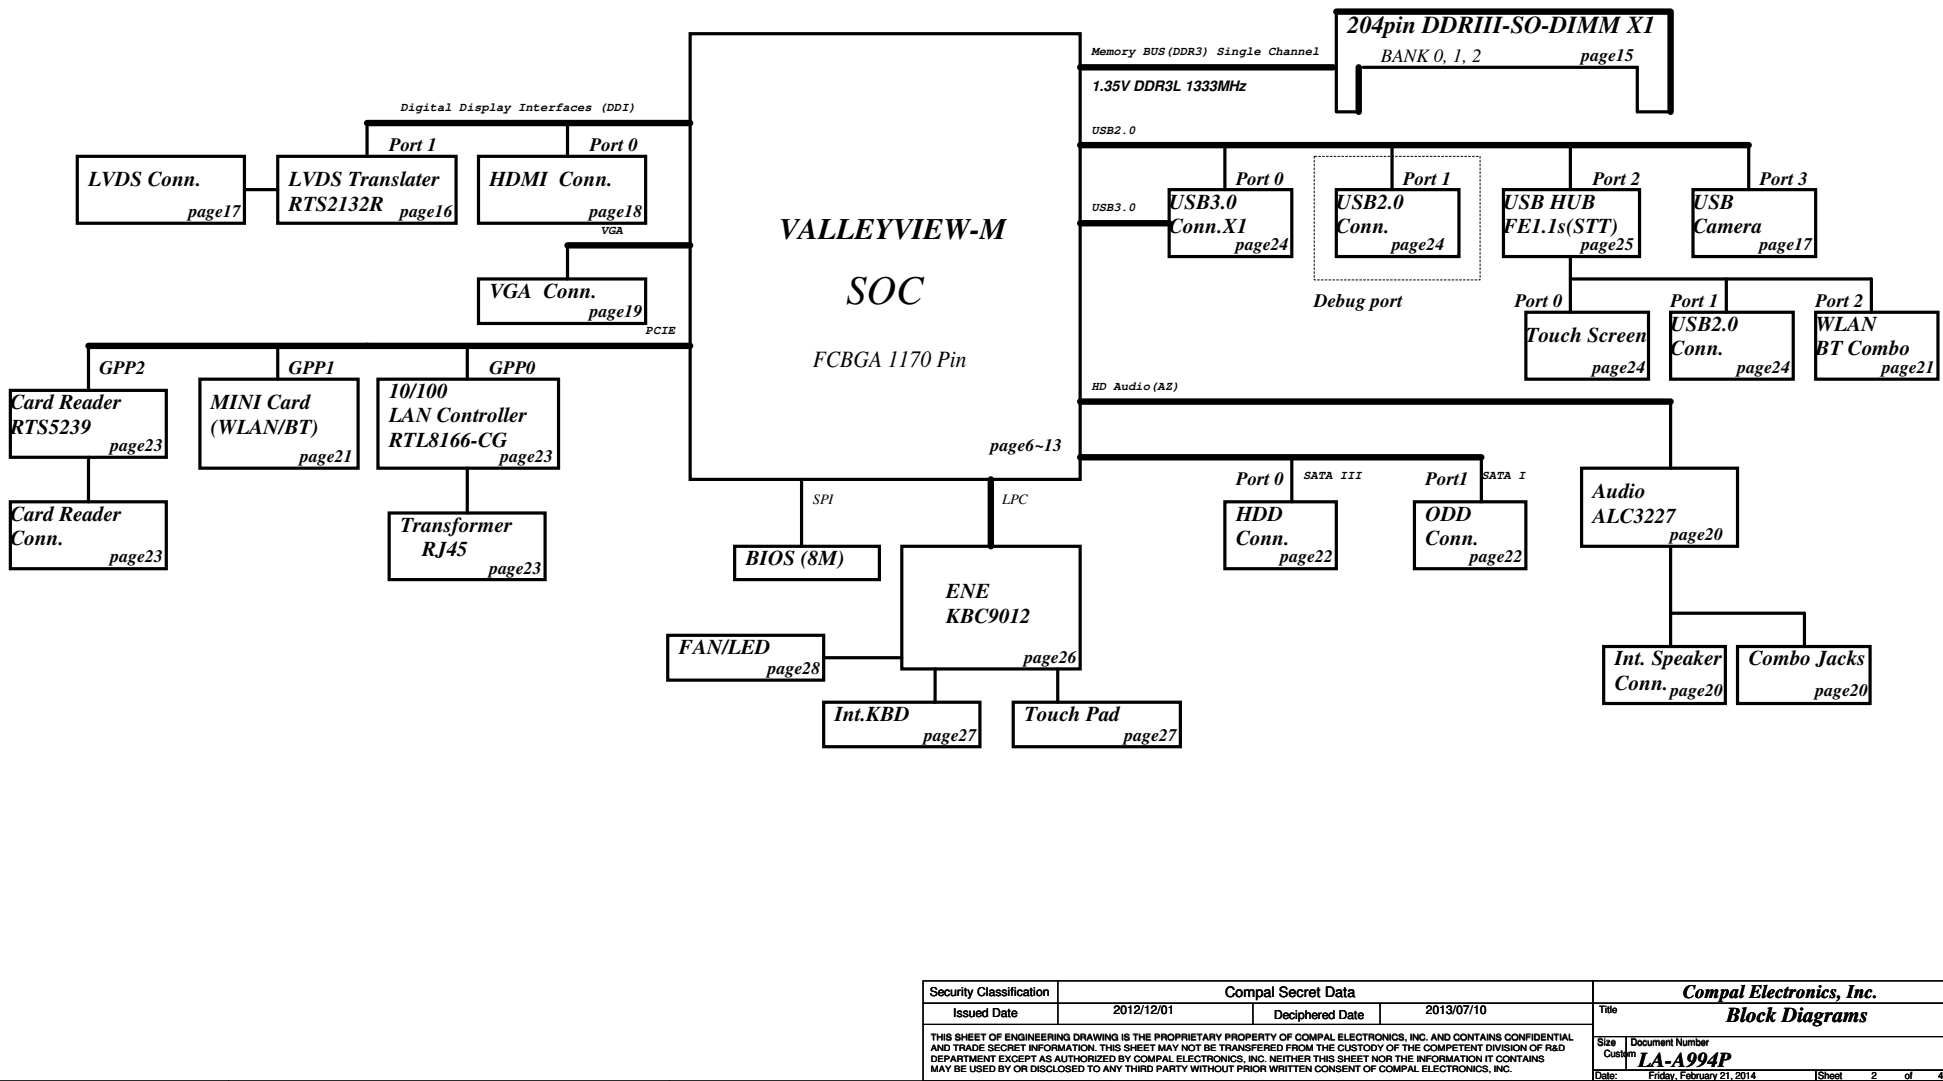 204pin DDRIII-SO-DIMM X1
BANK 0, 1, 2
page15
Memory BUS(DDR3) Single Channel
1.35V DDR3L 1333MHz
Digital Display Interfaces (DDI)
Port 1
Port 0
LVDS Conn.
page17
LVDS Translater
RTS2132R
page16
HDMI Conn.
page18
VGA
VGA Conn.
page19
PCIE
GPP2
GPP1
GPP0
Card Reader
RTS5239
page23
MINI Card
(WLAN/BT)
page21
10/100
LAN Controller
RTL8166-CG
page23
Card Reader
Conn.
page23
Transformer
RJ45
page23
VALLEYVIEW-M
SOC
FCBGA 1170 Pin
page6~13
USB2.0
Port 0
Port 1
Port 2
Port 3
USB3.0
USB3.0
Conn.X1
page24
USB2.0
Conn.
page24
Debug port
USB HUB
FE1.1s(STT)
page25
USB
Camera
page17
Port 0
Port 1
Port 2
Touch Screen
page24
USB2.0
Conn.
page24
WLAN
BT Combo
page21
HD Audio(AZ)
Port 0
SATA III
Port1
SATA I
HDD
Conn.
page22
ODD
Conn.
page22
Audio
ALC3227
page20
Int. Speaker
Conn.
page20
Combo Jacks
page20
SPI
LPC
BIOS (8M)
ENE
KBC9012
page26
FAN/LED
page28
Int.KBD
page27
Touch Pad
page27
Security Classification
Compal Secret Data
Issued Date
2012/12/01
Deciphered Date
2013/07/10
THIS SHEET OF ENGINEERING DRAWING IS THE PROPRIETARY PROPERTY OF COMPAL ELECTRONICS, INC. AND CONTAINS CONFIDENTIAL
AND TRADE SECRET INFORMATION. THIS SHEET MAY NOT BE TRANSFERED FROM THE CUSTODY OF THE COMPETENT DIVISION OF R&D
DEPARTMENT EXCEPT AS AUTHORIZED BY COMPAL ELECTRONICS, INC. NEITHER THIS SHEET NOR THE INFORMATION IT CONTAINS
MAY BE USED BY OR DISCLOSED TO ANY THIRD PARTY WITHOUT PRIOR WRITTEN CONSENT OF COMPAL ELECTRONICS, INC.
Compal Electronics, Inc.
Title
Block Diagrams
Size
Document Number
Custom
LA-A994P
Date:
Friday, February 21, 2014
Sheet
2
of